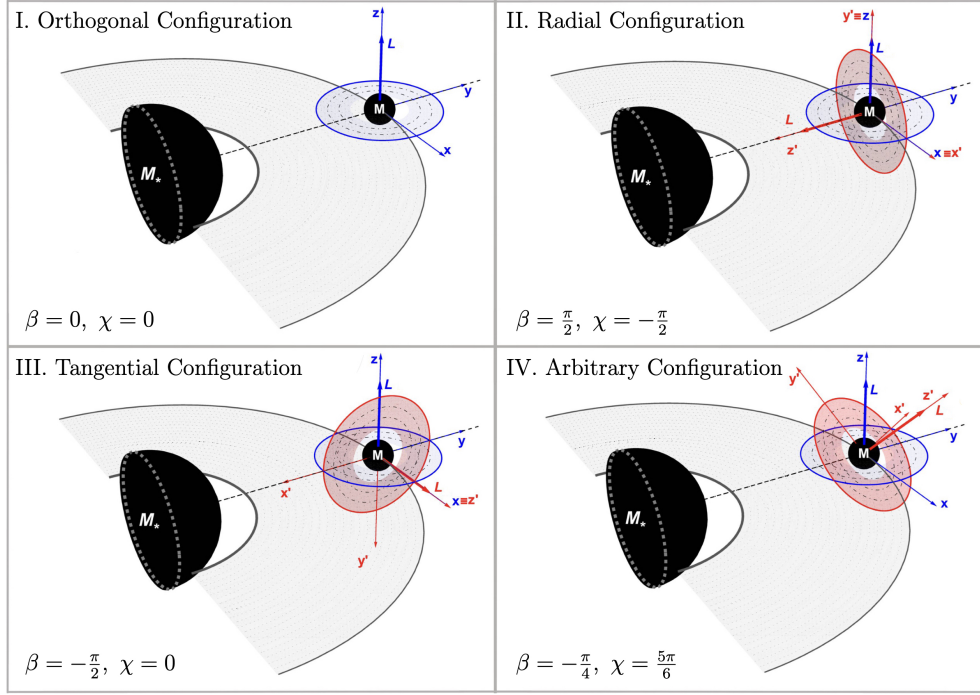 I. Orthogonal Configuration
z
L
M
y
x
M*
β = 0, χ = 0
II. Radial Configuration
y'≡z
L
M
y
L
z'
x≡x'
M*
β = π/2, χ = −π/2
III. Tangential Configuration
z
L
y
M
x'
L
x≡z'
y'
M*
β = −π/2, χ = 0
IV. Arbitrary Configuration
z
y'
L
z'
x'
L
y
M
x
M*
β = −π/4, χ = 5π/6